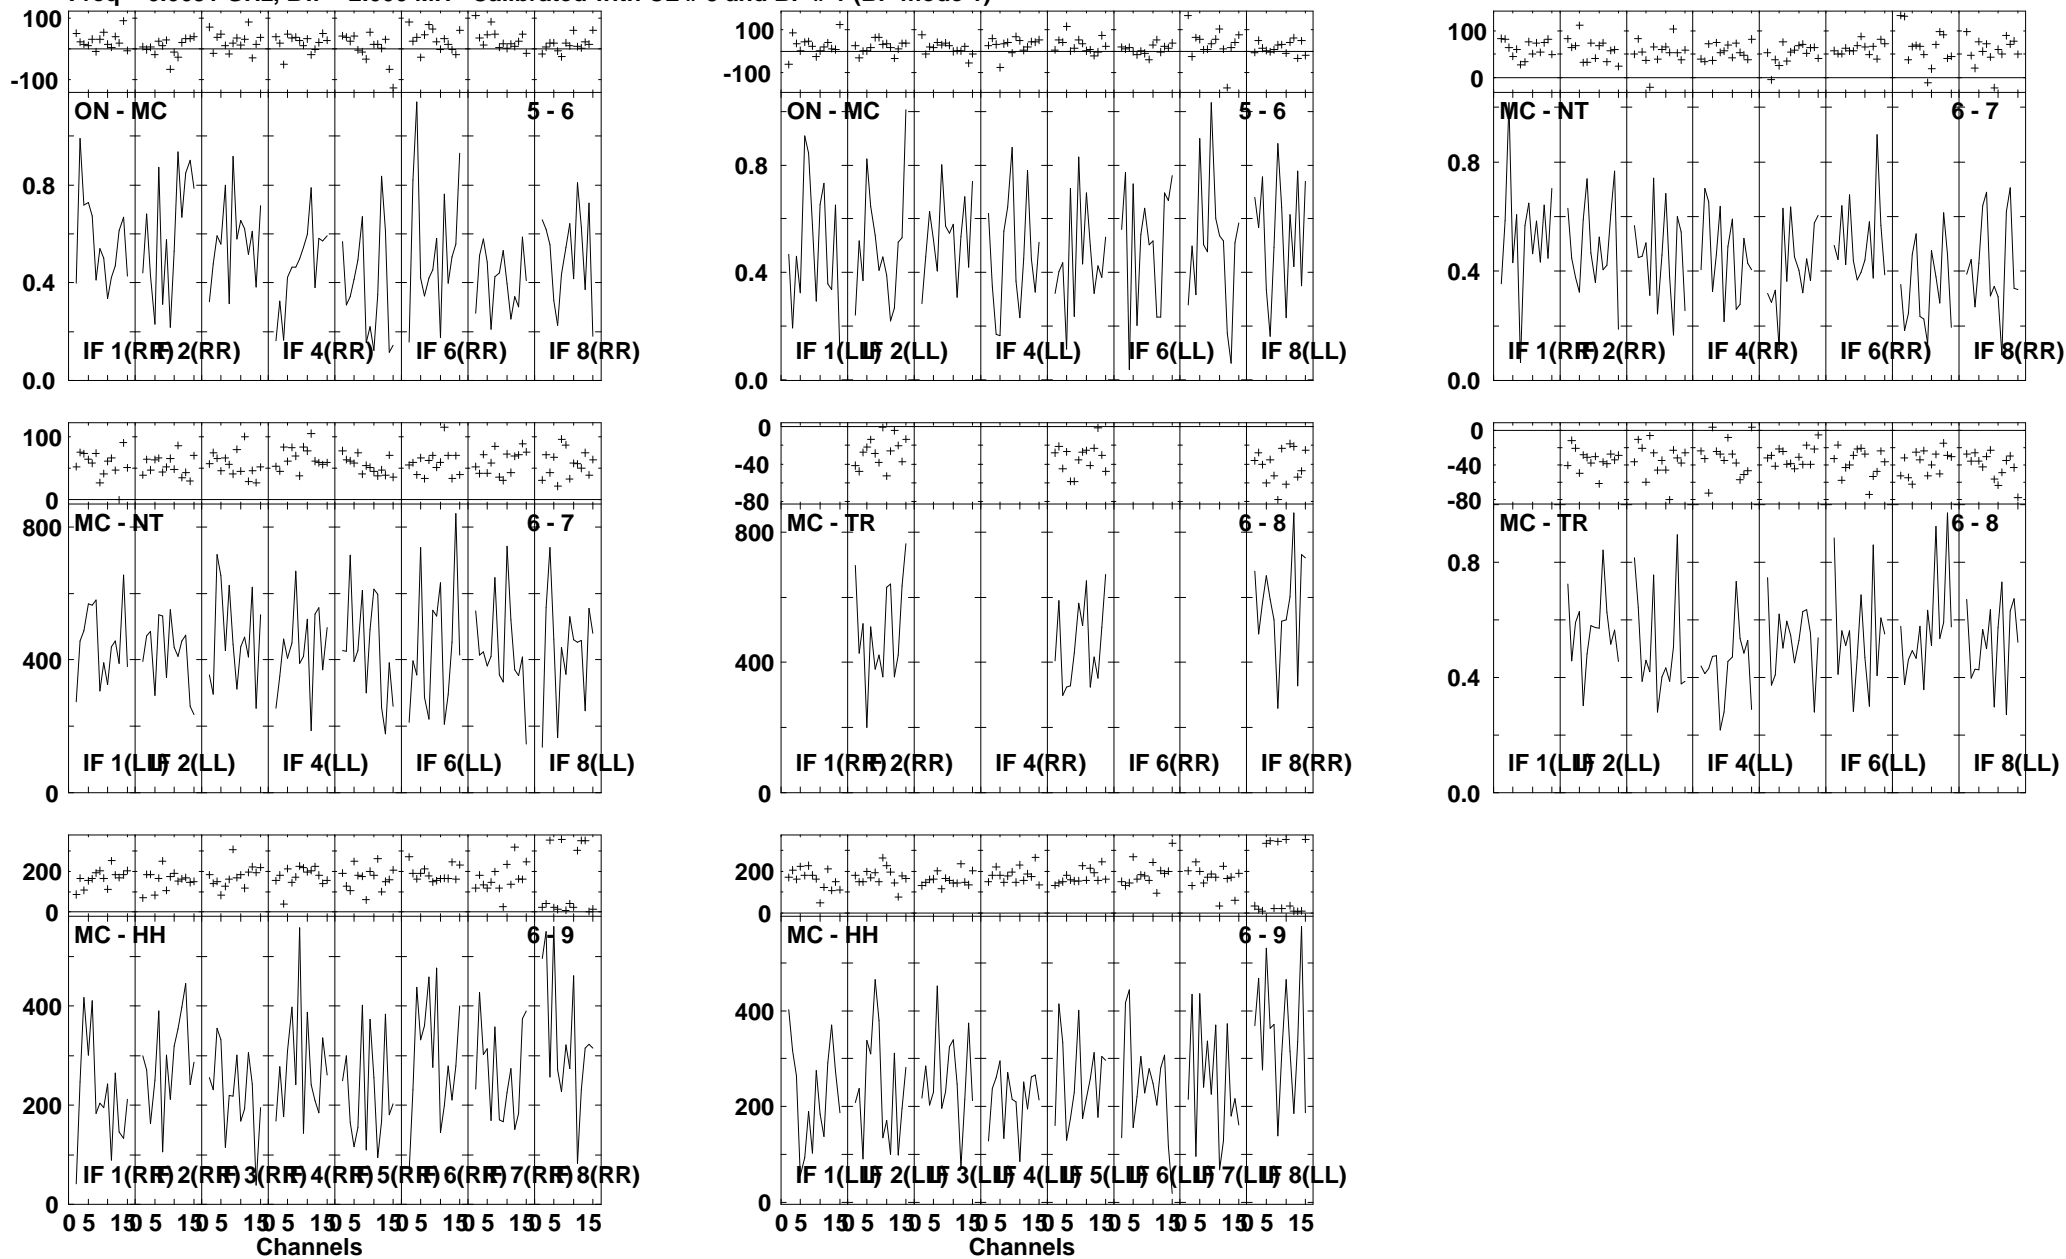 100
-100
ON - MC
5 - 6
0.8
0.4
0.0
IF 1(RR)
IF 2(RR)
IF 4(RR)
IF 6(RR)
IF 8(RR)
100
-100
ON - MC
5 - 6
0.8
0.4
0.0
IF 1(LL)
IF 2(LL)
IF 4(LL)
IF 6(LL)
IF 8(LL)
100
0
MC - NT
6 - 7
0.8
0.4
0.0
IF 1(RR)
IF 2(RR)
IF 4(RR)
IF 6(RR)
IF 8(RR)
100
0
MC - NT
6 - 7
800
400
0
IF 1(LL)
IF 2(LL)
IF 4(LL)
IF 6(LL)
IF 8(LL)
0
-40
-80
MC - TR
6 - 8
800
400
0
IF 1(RR)
IF 2(RR)
IF 4(RR)
IF 6(RR)
IF 8(RR)
0
-40
-80
MC - TR
6 - 8
0.8
0.4
0.0
IF 1(LL)
IF 2(LL)
IF 4(LL)
IF 6(LL)
IF 8(LL)
200
0
MC - HH
6 - 9
400
200
0
IF 1(RR)
IF 2(RR)
IF 3(RR)
IF 4(RR)
IF 5(RR)
IF 6(RR)
IF 7(RR)
IF 8(RR)
0 5 15 0 5 15 0 5 15 0 5 15 0 5 15 0 5 15 0 5 15 0 5 15
Channels
200
0
MC - HH
6 - 9
400
200
0
IF 1(LL)
IF 2(LL)
IF 3(LL)
IF 4(LL)
IF 5(LL)
IF 6(LL)
IF 7(LL)
IF 8(LL)
0 5 15 0 5 15 0 5 15 0 5 15 0 5 15 0 5 15 0 5 15 0 5 15
Channels